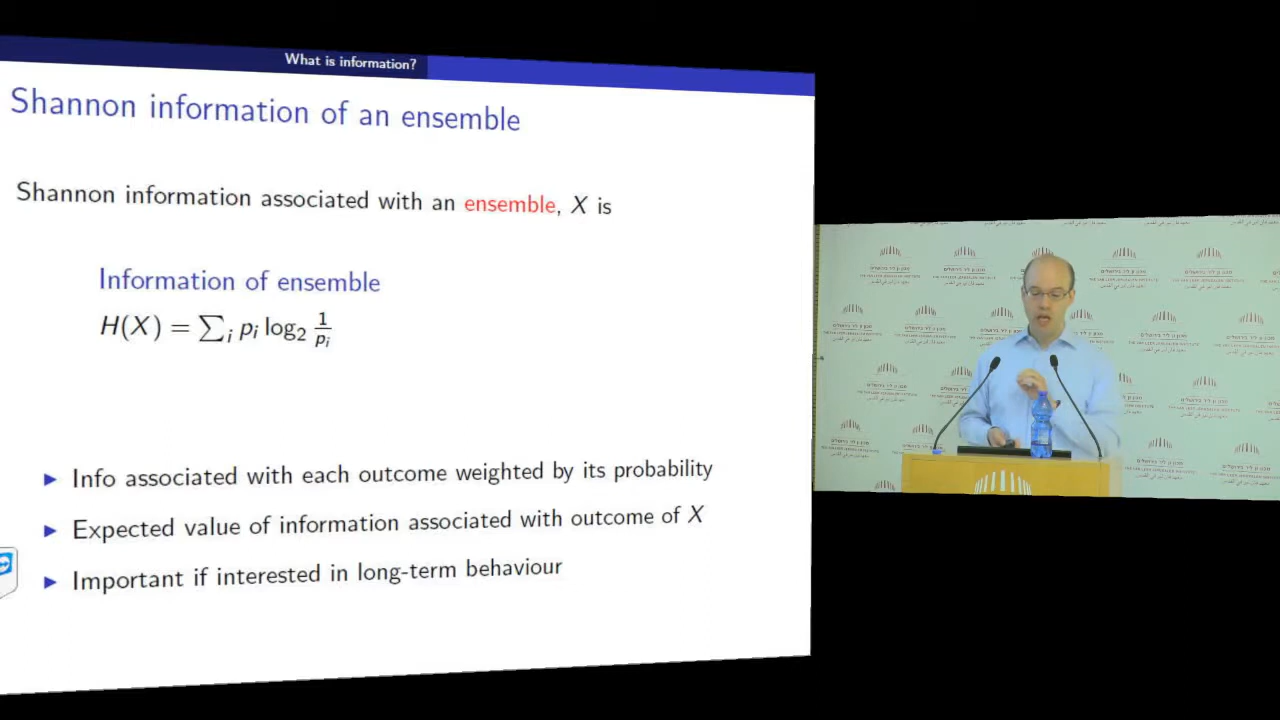 What is information?
Shannon information of an ensemble
Shannon information associated with an ensemble, X is
Information of ensemble
H(X) = ∑ᵢ pᵢ log₂ 1/pᵢ
▶ Info associated with each outcome weighted by its probability
▶ Expected value of information associated with outcome of X
▶ Important if interested in long-term behaviour